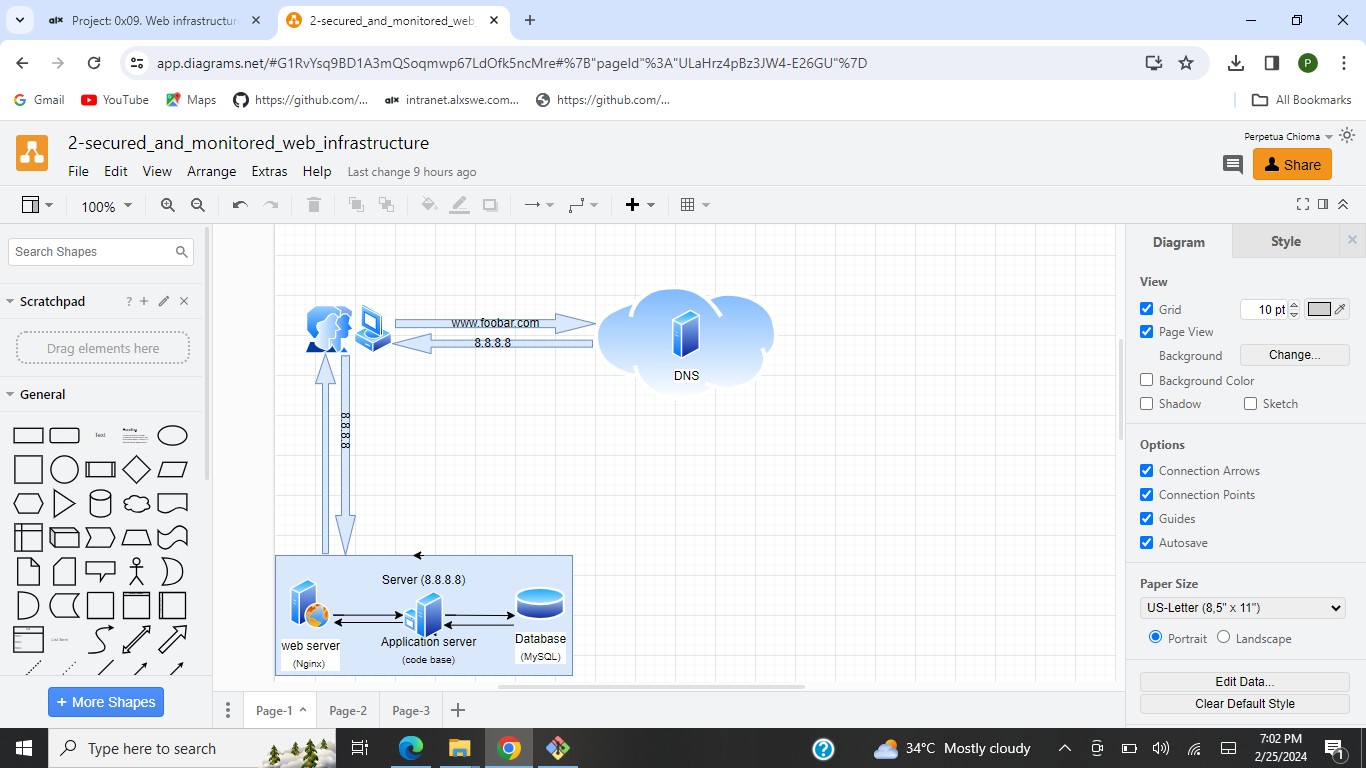 Project: 0x09. Web infrastructure
2-secured_and_monitored_web_
app.diagrams.net/#G1RvYsq9BD1A3mQSoqmwp67LdOfk5ncMre#%7B"pageId"%3A"ULaHrz4pBz3JW4-E26GU"%7D
P
Gmail
YouTube
Maps
https://github.com/...
intranet.alxswe.com...
https://github.com/...
All Bookmarks
2-secured_and_monitored_web_infrastructure
Perpetua Chioma
File Edit View Arrange Extras Help Last change 9 hours ago
Share
100%
Search Shapes
Scratchpad
?
Drag elements here
General
Text
Heading
List Item
+ More Shapes
www.foobar.com
8.8.8.8
DNS
8.8.8.8
Server (8.8.8.8)
web server
(Nginx)
Application server
(code base)
Database
(MySQL)
Page-1
Page-2
Page-3
Diagram
Style
View
Grid
10 pt
Page View
Background
Change...
Background Color
Shadow
Sketch
Options
Connection Arrows
Connection Points
Guides
Autosave
Paper Size
US-Letter (8,5" x 11")
Portrait
Landscape
Edit Data...
Clear Default Style
Type here to search
34°C Mostly cloudy
7:02 PM
2/25/2024
1